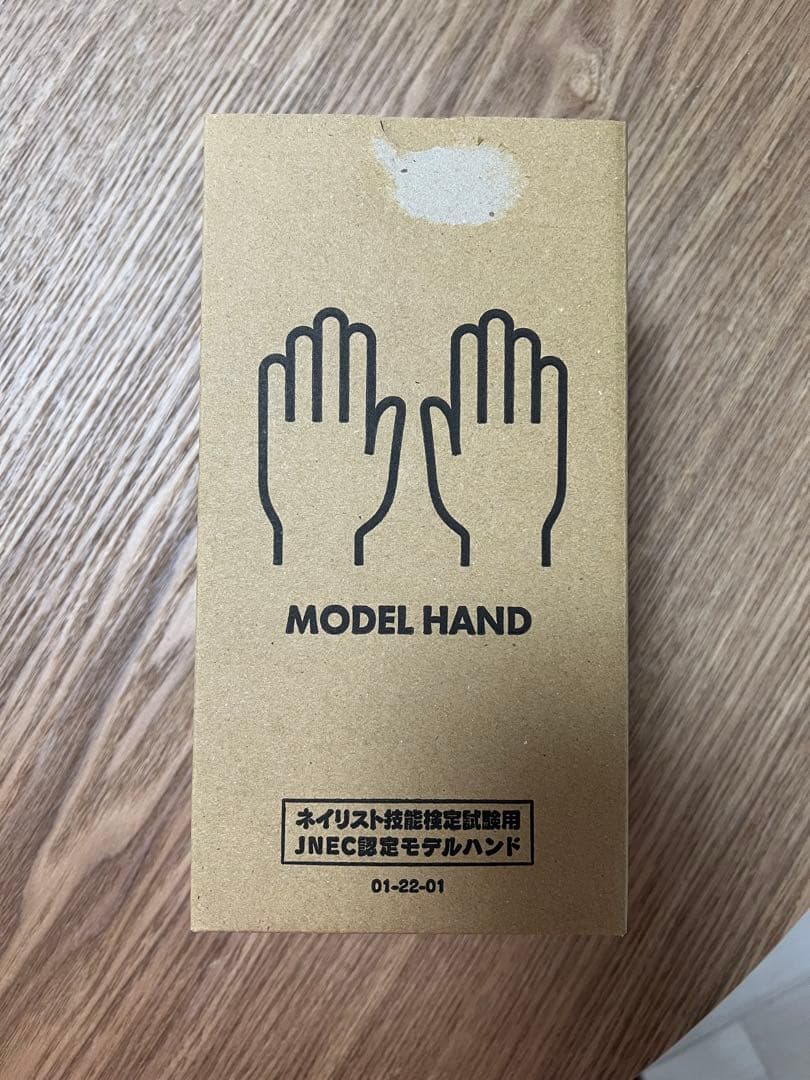 MODEL HAND
ネイリスト技能検定試験用
JNEC認定モデルハンド
01-22-01